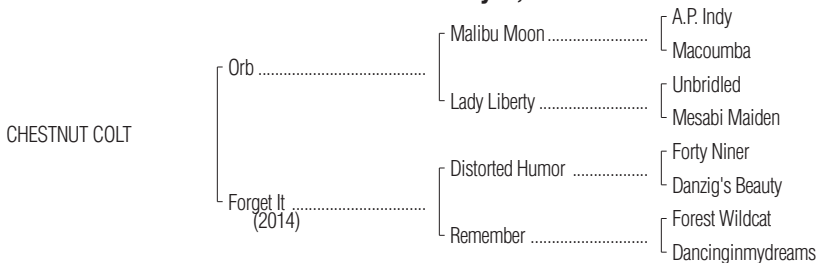 A.P. Indy
Malibu Moon ............................
Macoumba
Orb ..............................................
Unbridled
Lady Liberty ..............................
Mesabi Maiden
CHESTNUT COLT
Forty Niner
Distorted Humor .....................
Danzig's Beauty
Forget It .....................................
(2014)
Forest Wildcat
Remember ................................
Dancinginmydreams